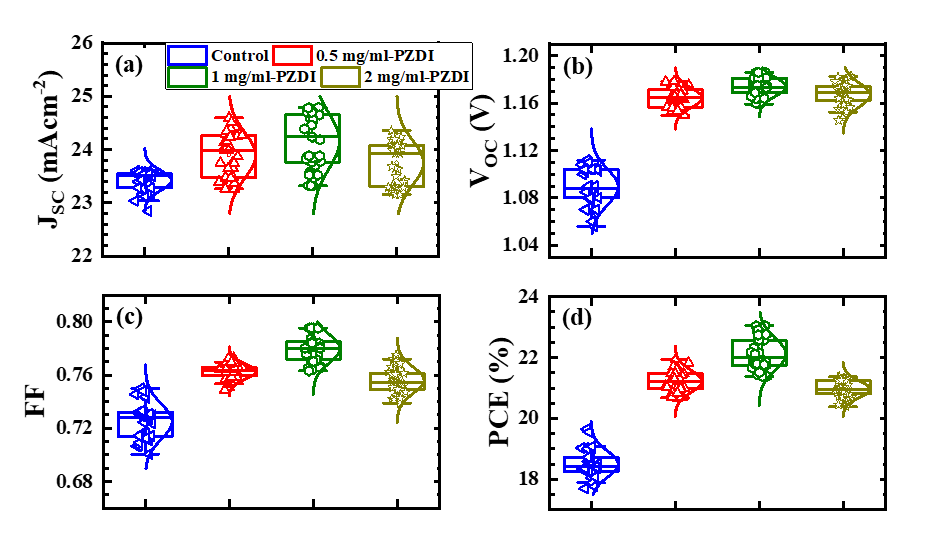 (a)
Control 0.5 mg/ml-PZDI
1 mg/ml-PZDI 2 mg/ml-PZDI
26
25
24
23
22
J_SC (mAcm⁻²)
(b)
1.20
1.16
1.12
1.08
1.04
V_OC (V)
(c)
0.80
0.76
0.72
0.68
FF
(d)
24
22
20
18
PCE (%)